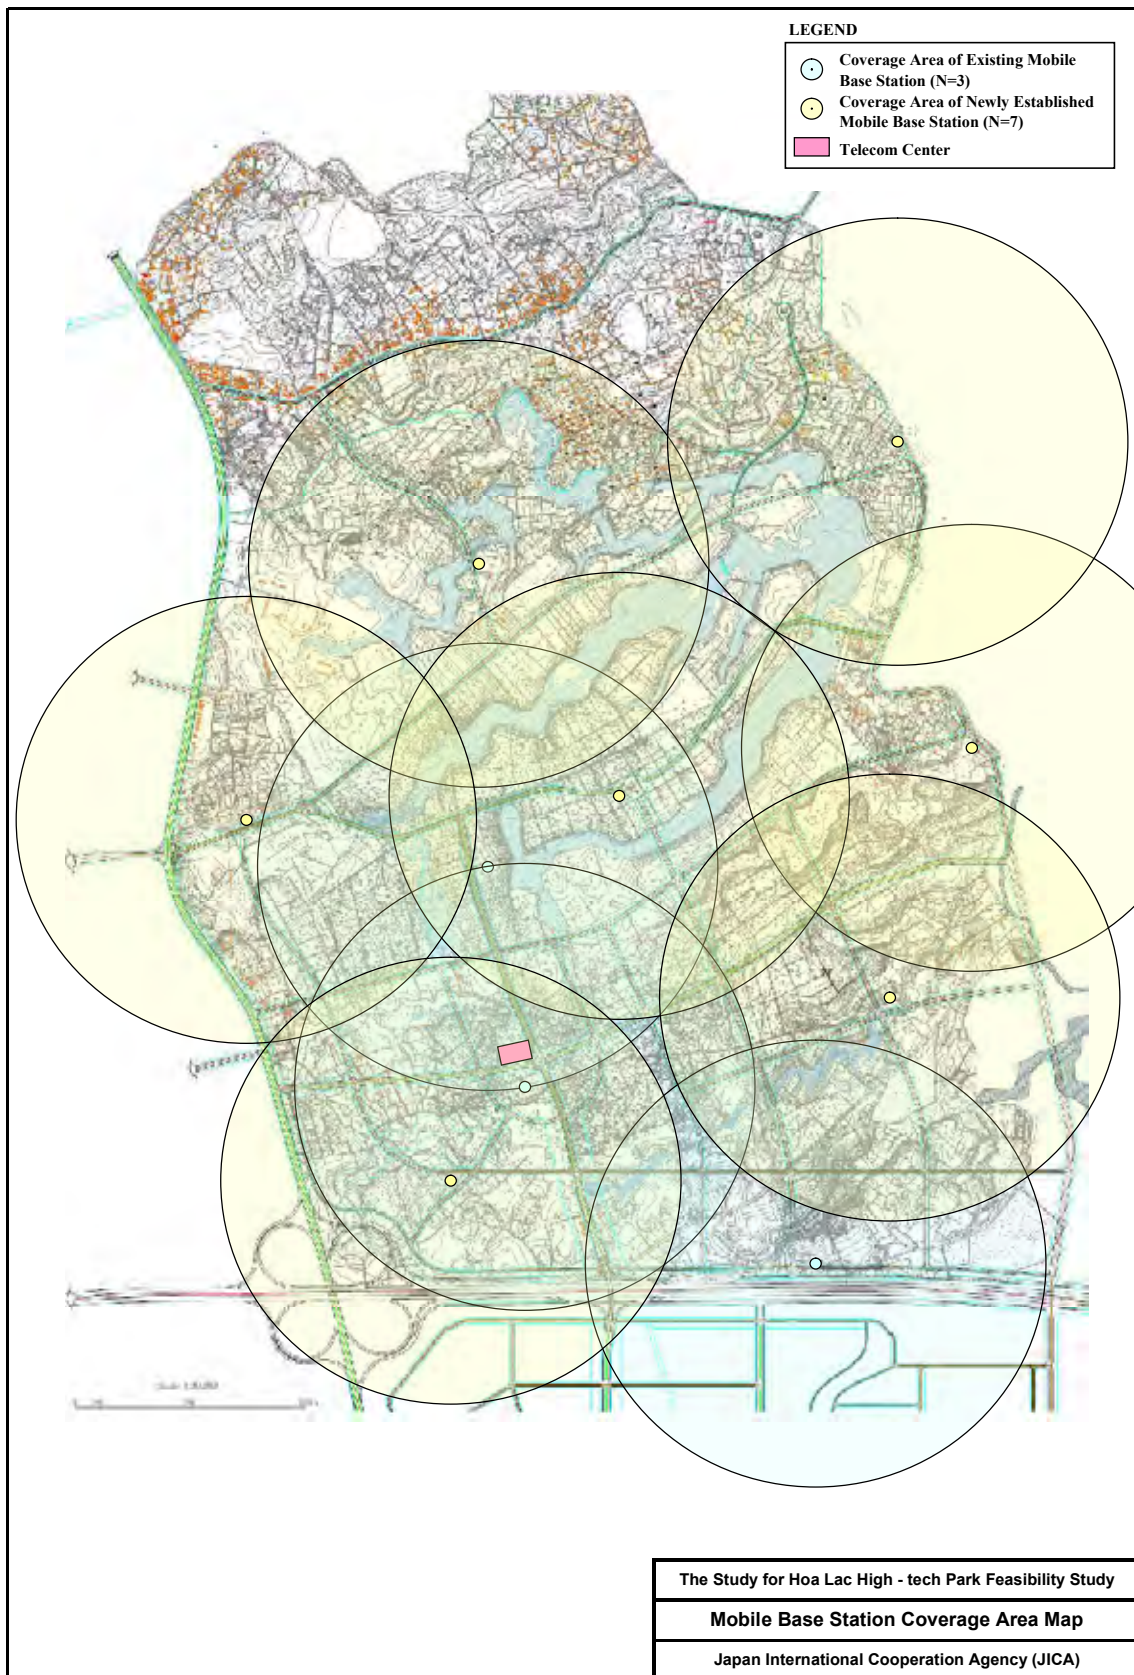 LEGEND
Coverage Area of Existing Mobile
Base Station (N=3)
Coverage Area of Newly Established
Mobile Base Station (N=7)
Telecom Center
The Study for Hoa Lac High - tech Park Feasibility Study
Mobile Base Station Coverage Area Map
Japan International Cooperation Agency (JICA)